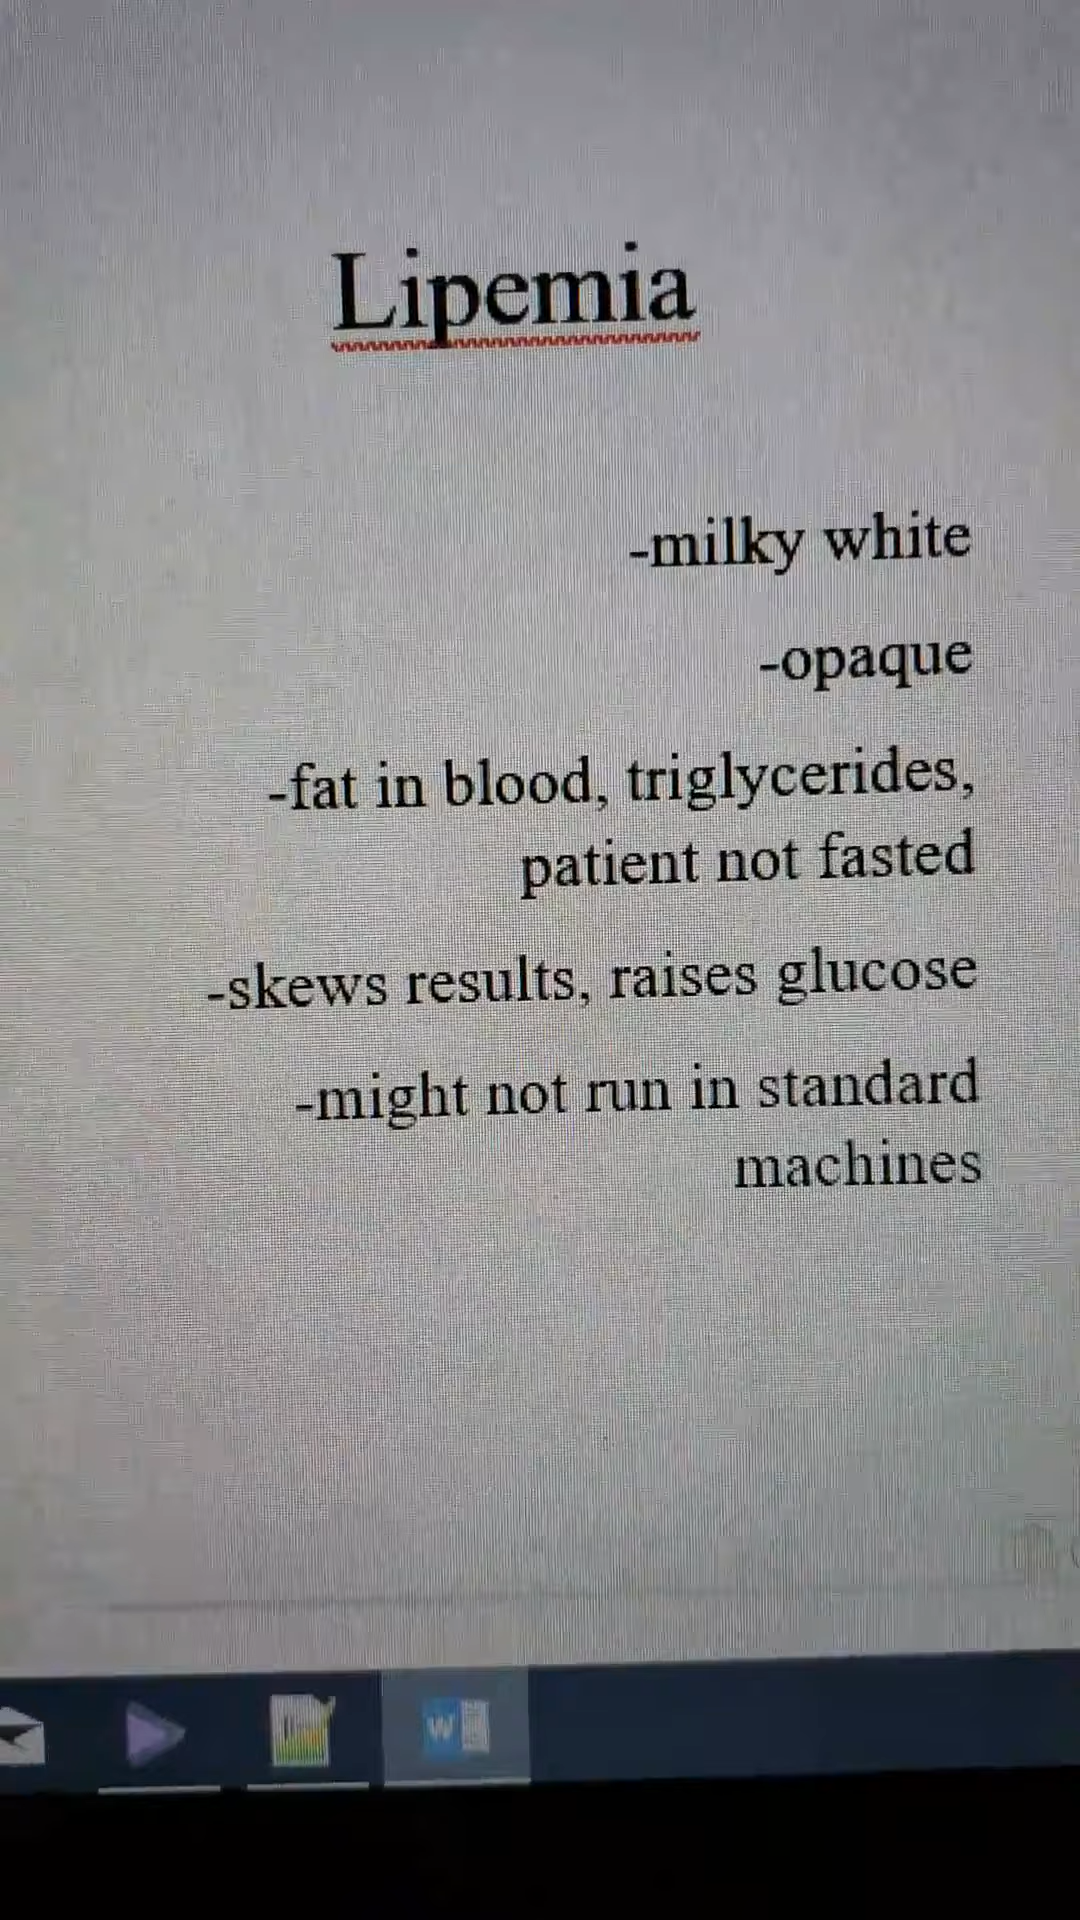 Lipemia
-milky white
-opaque
-fat in blood, triglycerides,
patient not fasted
-skews results, raises glucose
-might not run in standard
machines
W